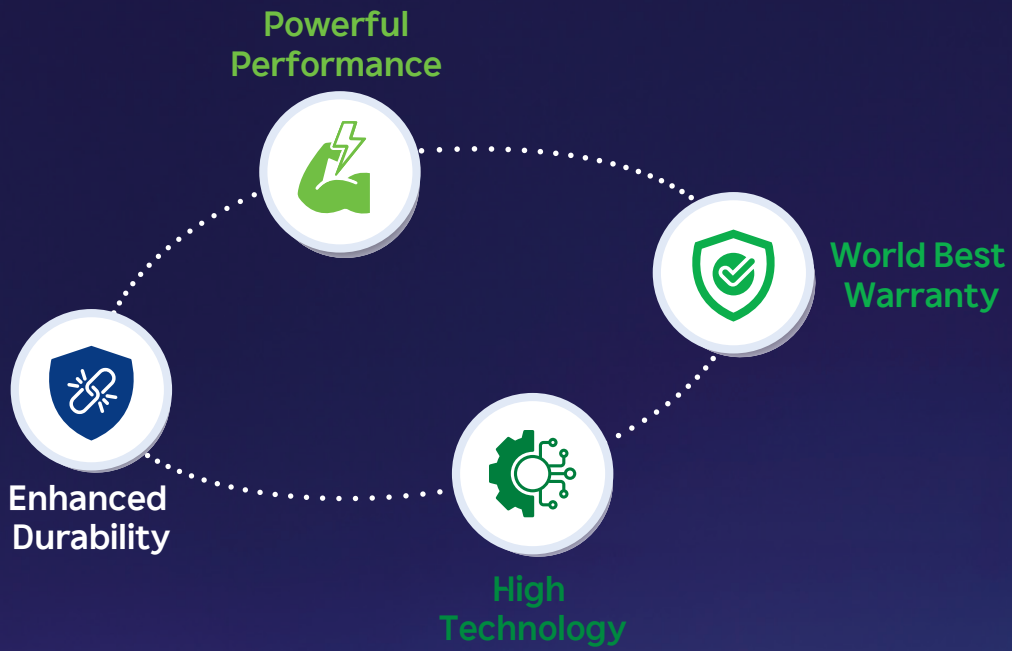 Powerful
Performance
World Best
Warranty
Enhanced
Durability
High
Technology